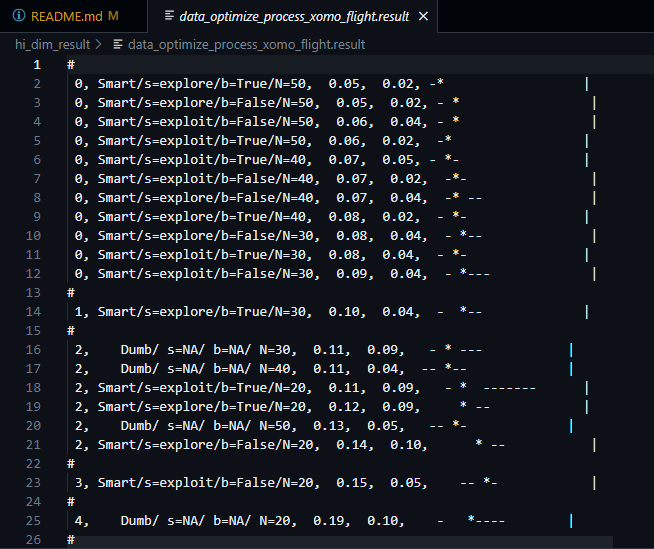 README.md M data_optimize_process_xomo_flight.result
hi_dim_result > data_optimize_process_xomo_flight.result
1 #
2 0, Smart/s=explore/b=True/N=50, 0.05, 0.02, -* |
3 0, Smart/s=explore/b=False/N=50, 0.05, 0.02, - * |
4 0, Smart/s=exploit/b=False/N=50, 0.06, 0.04, - * |
5 0, Smart/s=exploit/b=True/N=50, 0.06, 0.02, -* |
6 0, Smart/s=exploit/b=True/N=40, 0.07, 0.05, - *- |
7 0, Smart/s=exploit/b=False/N=40, 0.07, 0.02, -*- |
8 0, Smart/s=explore/b=False/N=40, 0.07, 0.04, -* -- |
9 0, Smart/s=explore/b=True/N=40, 0.08, 0.02, - *- |
10 0, Smart/s=explore/b=False/N=30, 0.08, 0.04, - *-- |
11 0, Smart/s=exploit/b=True/N=30, 0.08, 0.04, - *- |
12 0, Smart/s=exploit/b=False/N=30, 0.09, 0.04, - *--- |
13 #
14 1, Smart/s=explore/b=True/N=30, 0.10, 0.04, - *-- |
15 #
16 2, Dumb/ s=NA/ b=NA/ N=30, 0.11, 0.09, - * --- |
17 2, Dumb/ s=NA/ b=NA/ N=40, 0.11, 0.04, -- *-- |
18 2, Smart/s=exploit/b=True/N=20, 0.11, 0.09, - * ------- |
19 2, Smart/s=explore/b=True/N=20, 0.12, 0.09, * -- |
20 2, Dumb/ s=NA/ b=NA/ N=50, 0.13, 0.05, -- *- |
21 2, Smart/s=explore/b=False/N=20, 0.14, 0.10, * -- |
22 #
23 3, Smart/s=exploit/b=False/N=20, 0.15, 0.05, -- *- |
24 #
25 4, Dumb/ s=NA/ b=NA/ N=20, 0.19, 0.10, - *---- |
26 #